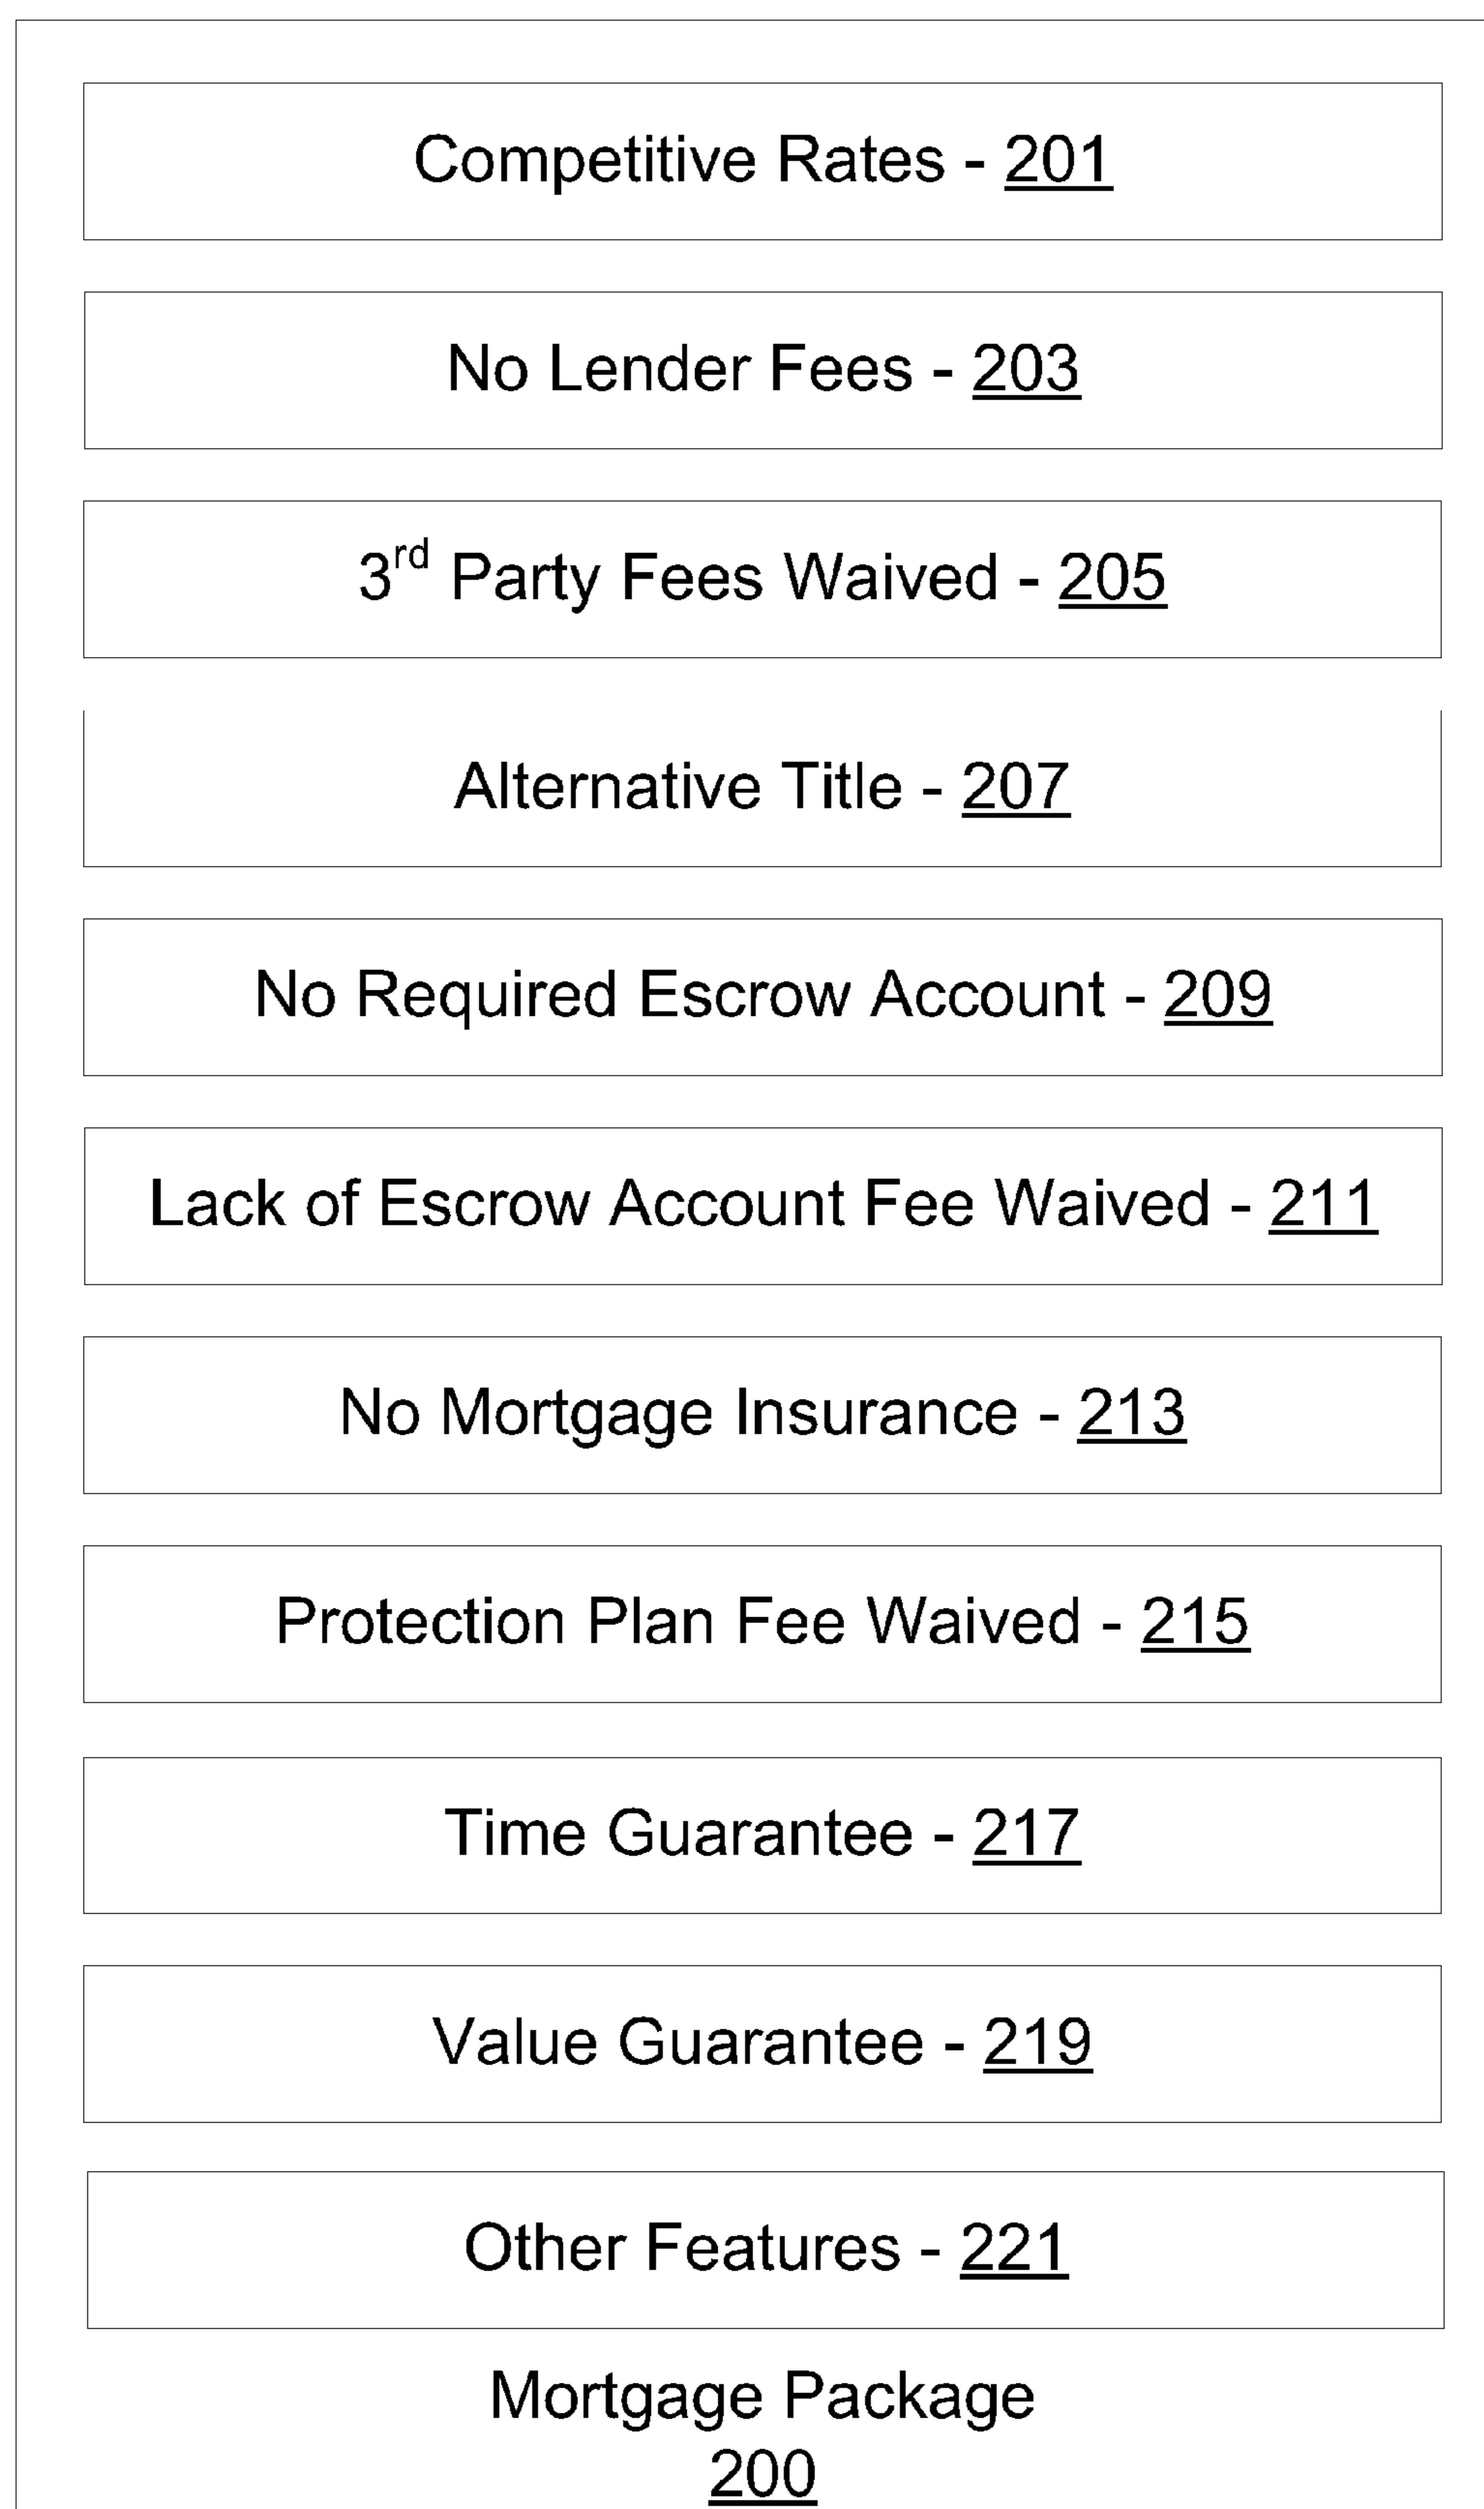 Competitive Rates - 201
No Lender Fees - 203
3rd Party Fees Waived - 205
Alternative Title - 207
No Required Escrow Account - 209
Lack of Escrow Account Fee Waived - 211
No Mortgage Insurance - 213
Protection Plan Fee Waived - 215
Time Guarantee - 217
Value Guarantee - 219
Other Features - 221
Mortgage Package
200